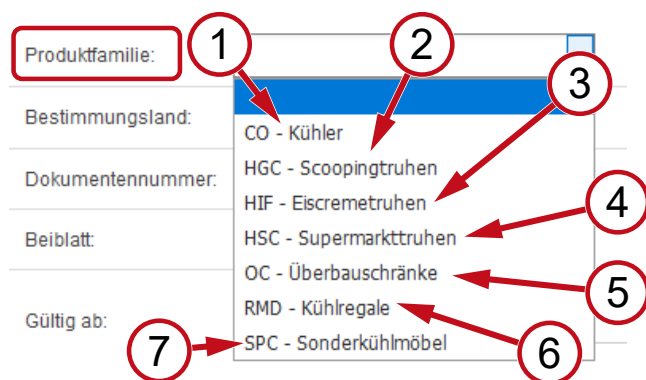 Produktfamilie:
1
2
3
Bestimmungsland:
CO - Kühler
HGC - Scoopingtruhen
Dokumentennummer:
HIF - Eiscremetruhen
4
Beiblatt:
HSC - Supermarkttruhen
OC - Überbauschränke
5
Gültig ab:
RMD - Kühlregale
7
SPC - Sonderkühlmöbel
6